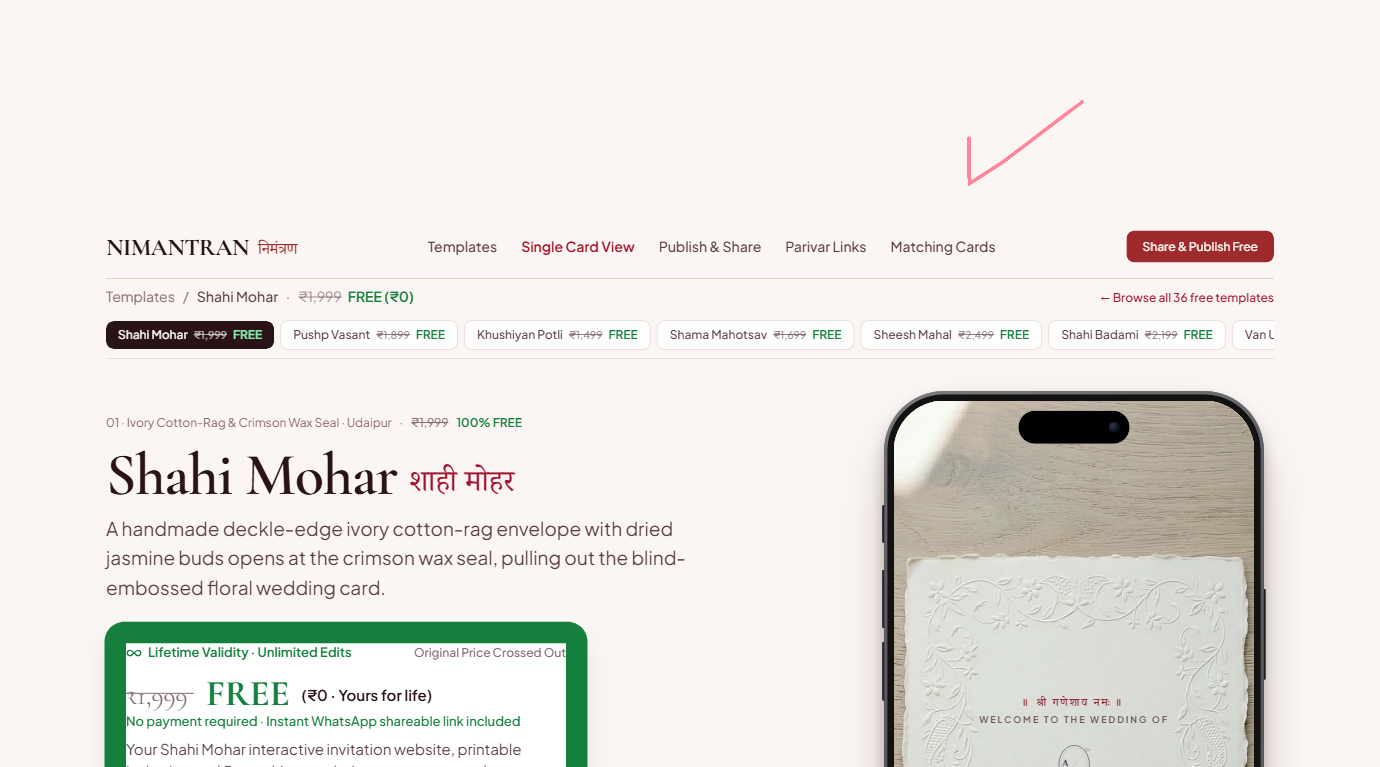 NIMANTRAN निमंत्रण
Templates Single Card View Publish & Share Parivar Links Matching Cards
Share & Publish Free
Templates / Shahi Mohar · ₹1,999 FREE (₹0)
← Browse all 36 free templates
Shahi Mohar ₹1,999 FREE
Pushp Vasant ₹1,899 FREE
Khushiyan Potli ₹1,499 FREE
Shama Mahotsav ₹1,699 FREE
Sheesh Mahal ₹2,499 FREE
Shahi Badami ₹2,199 FREE
Van
01 · Ivory Cotton-Rag & Crimson Wax Seal · Udaipur · ₹1,999 100% FREE
Shahi Mohar शाही मोहर
A handmade deckle-edge ivory cotton-rag envelope with dried
jasmine buds opens at the crimson wax seal, pulling out the blind-
embossed floral wedding card.
∞ Lifetime Validity · Unlimited Edits
Original Price Crossed Out
₹1,999 FREE (₹0 · Yours for life)
No payment required · Instant WhatsApp shareable link included
Your Shahi Mohar interactive invitation website, printable
॥ श्री गणेशाय नमः ॥
WELCOME TO THE WEDDING OF
A